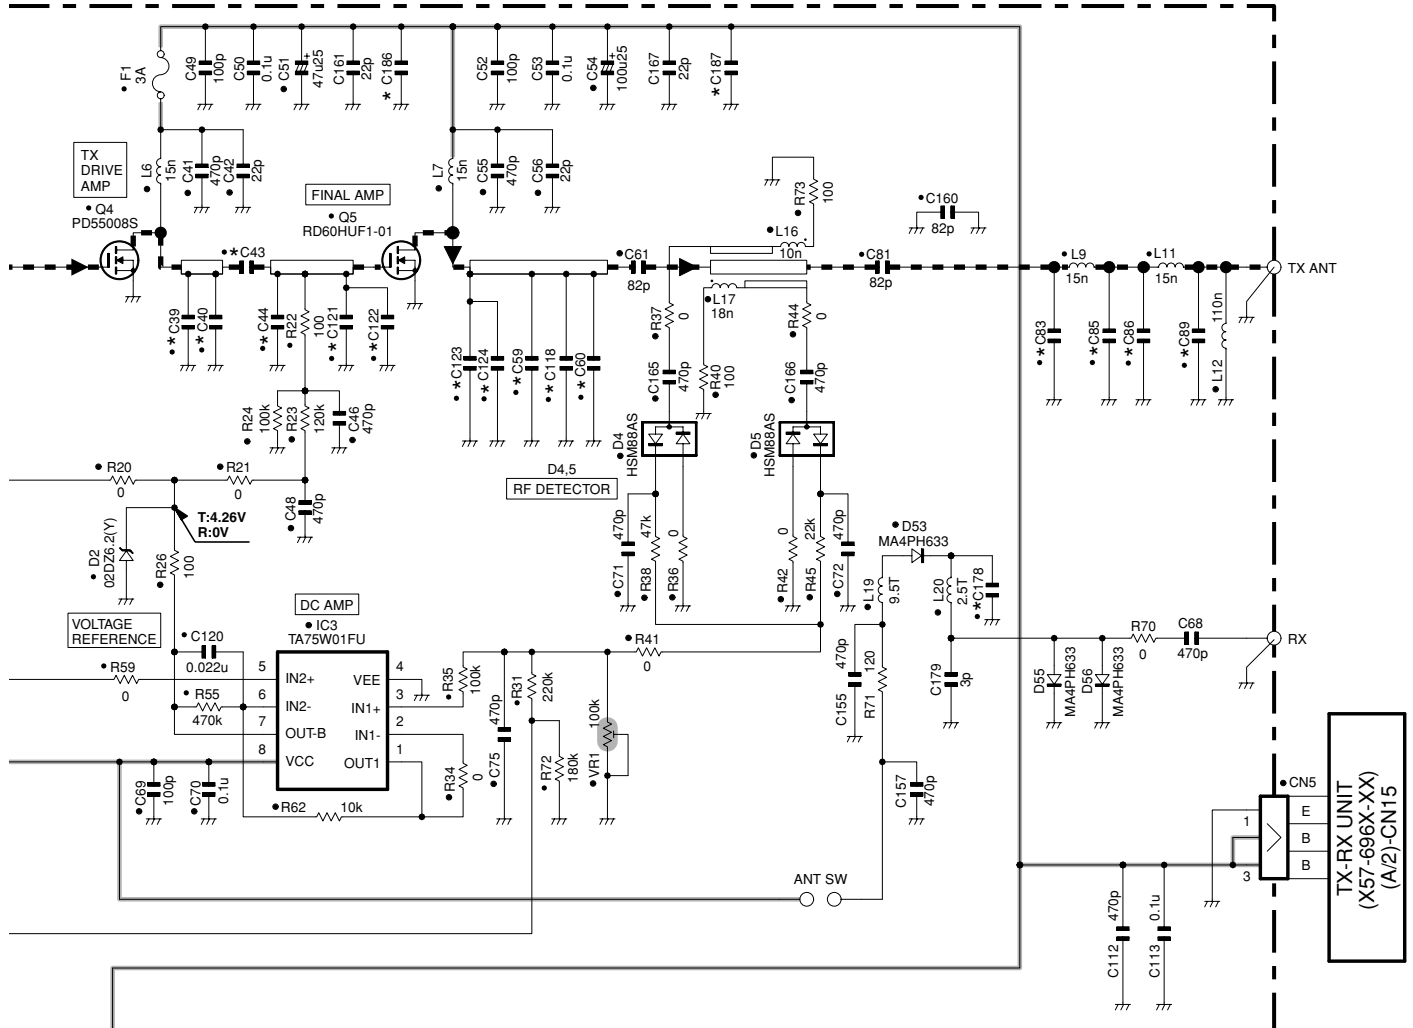 F1
3A
C49
100p
C50
0.1u
C51
+
47u25
C161
22p
* C186
C52
100p
C53
0.1u
C54
+
100u25
C167
22p
* C187
TX
DRIVE
AMP
Q4
PD55008S
L6
15n
C41
470p
C42
22p
FINAL AMP
Q5
RD60HUF1-01
L7
15n
C55
470p
C56
22p
R73
100
C160
82p
* C43
L16
10n
C61
82p
C81
82p
L9
15n
L11
15n
TX ANT
L17
18n
* C39
* C40
* C44
R22
100
* C121
* C122
* C123
* C124
* C59
* C118
* C60
R37
0
R44
0
* C83
* C85
* C86
* C89
110n
L12
C165
470p
R40
100
C166
470p
R24
100k
R23
120k
C46
470p
D4
HSM88AS
D5
HSM88AS
D4,5
RF DETECTOR
R20
0
R21
0
C48
470p
T:4.26V
R:0V
D2
02DZ6.2(Y)
R26
100
470p
C71
47k
R38
0
R36
0
R42
22k
R45
470p
C72
D53
MA4PH633
L19
9.5T
L20
2.5T
* C178
VOLTAGE
REFERENCE
DC AMP
IC3
TA75W01FU
C120
0.022u
R59
0
R55
470k
5
6
7
8
IN2+
IN2-
OUT-B
VCC
VEE
IN1+
IN1-
OUT1
4
3
2
1
R35
100k
R34
0
R62
10k
470p
C75
R31
220k
R72
180k
100k
VR1
R41
0
470p
C155
120
R71
C179
3p
D55
MA4PH633
D56
MA4PH633
R70
0
C68
470p
RX
C69
100p
C70
0.1u
C157
470p
ANT SW
CN5
1
3
E
B
B
TX-RX UNIT
(X57-696X-XX)
(A/2)-CN15
470p
C112
0.1u
C113